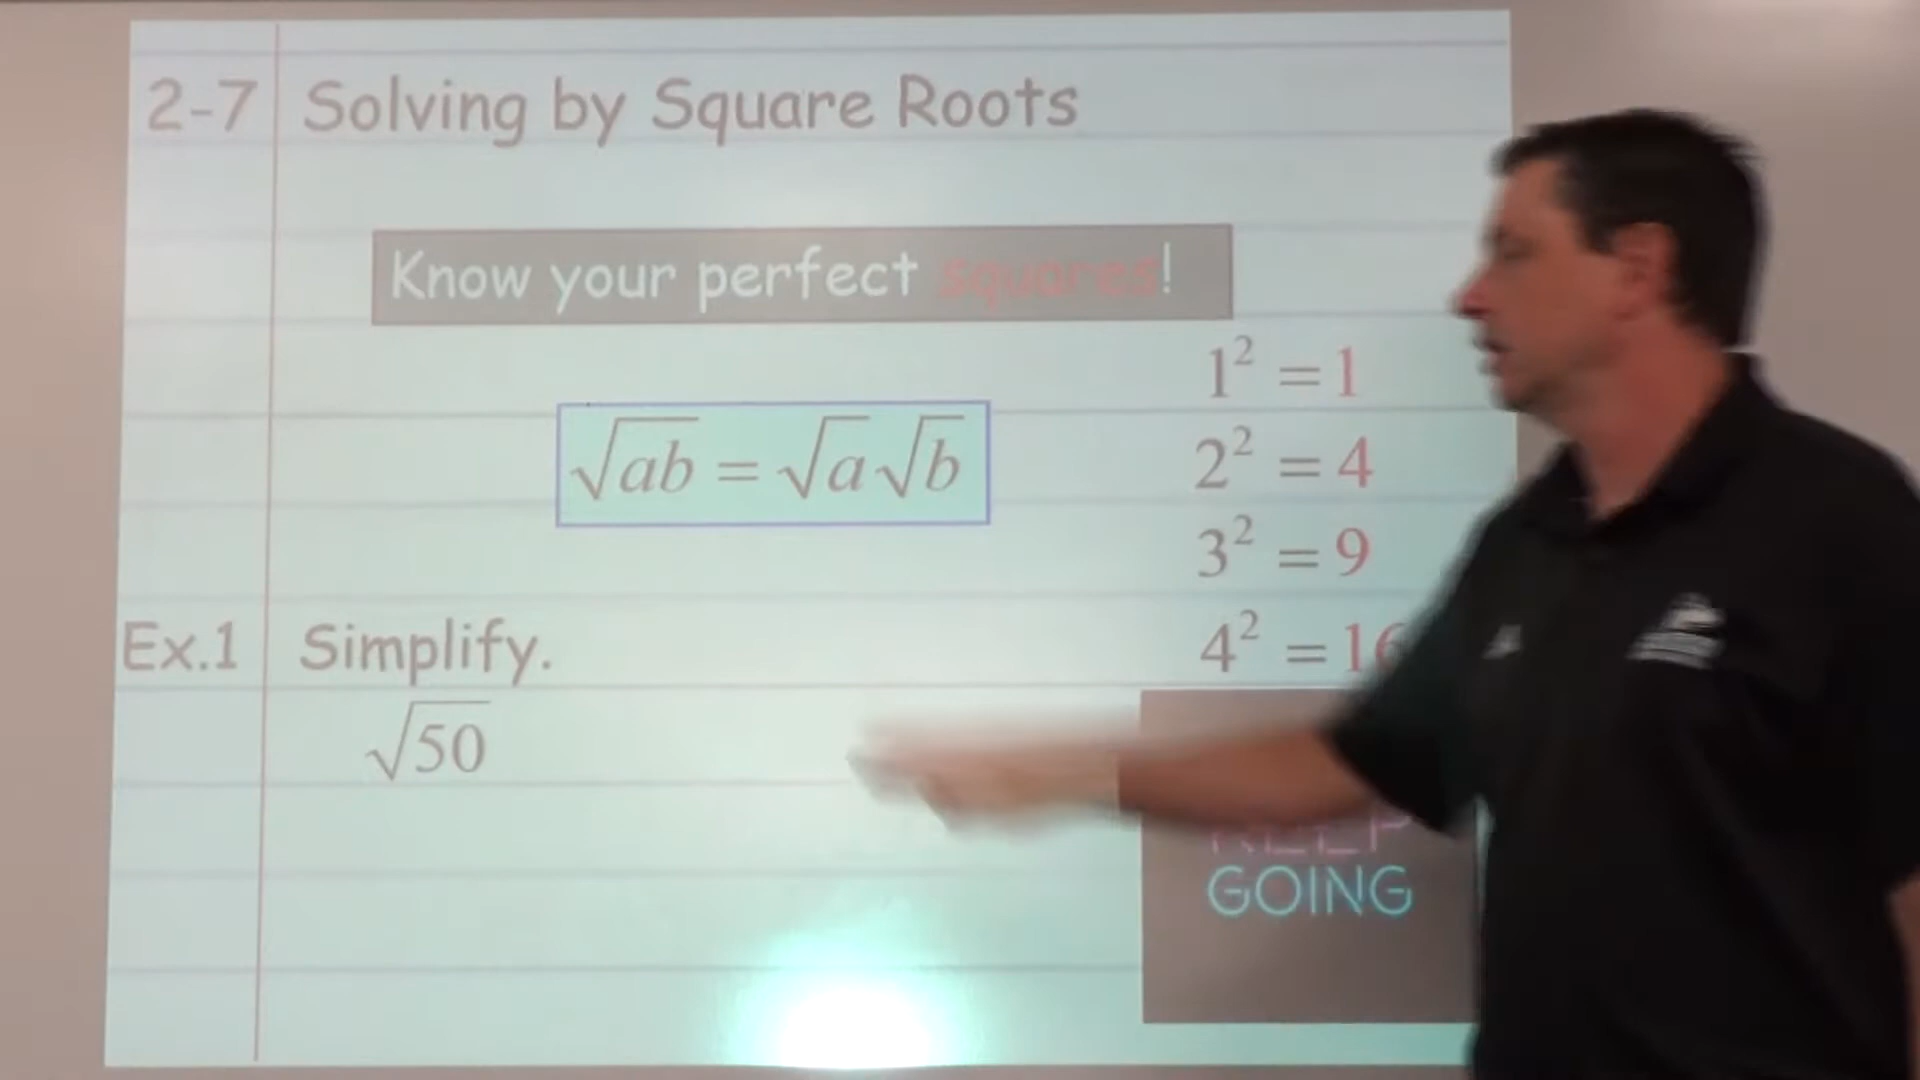 2-7 Solving by Square Roots
Know your perfect squares!
1² = 1
√ab = √a√b
2² = 4
3² = 9
4² = 16
Ex.1 Simplify.
√50
KEEP
GOING